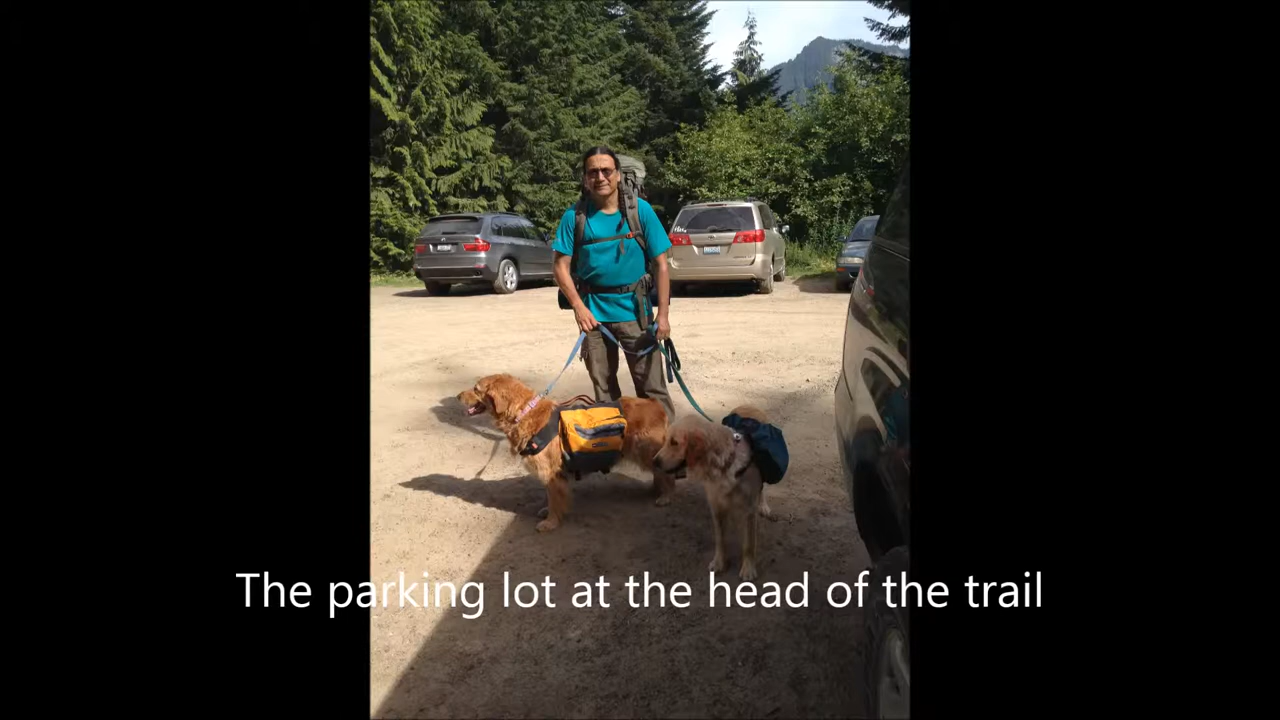 The parking lot at the head of the trail